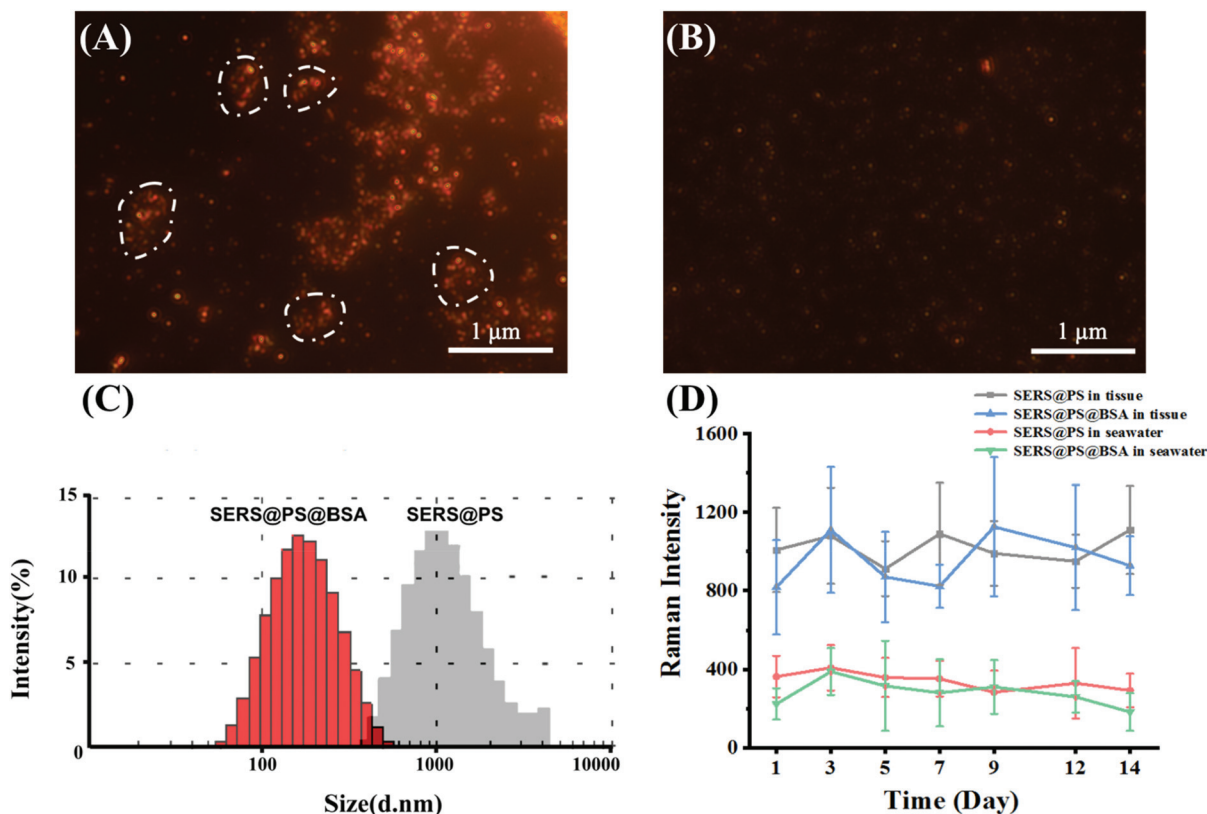 (A)
1 μm
(B)
1 μm
(C)
15
10
5
0
Intensity(%)
SERS@PS@BSA
SERS@PS
100
1000
10000
Size(d.nm)
(D)
SERS@PS in tissue
SERS@PS@BSA in tissue
SERS@PS in seawater
SERS@PS@BSA in seawater
1600
1200
800
400
0
Raman Intensity
1 3 5 7 9 12 14
Time (Day)